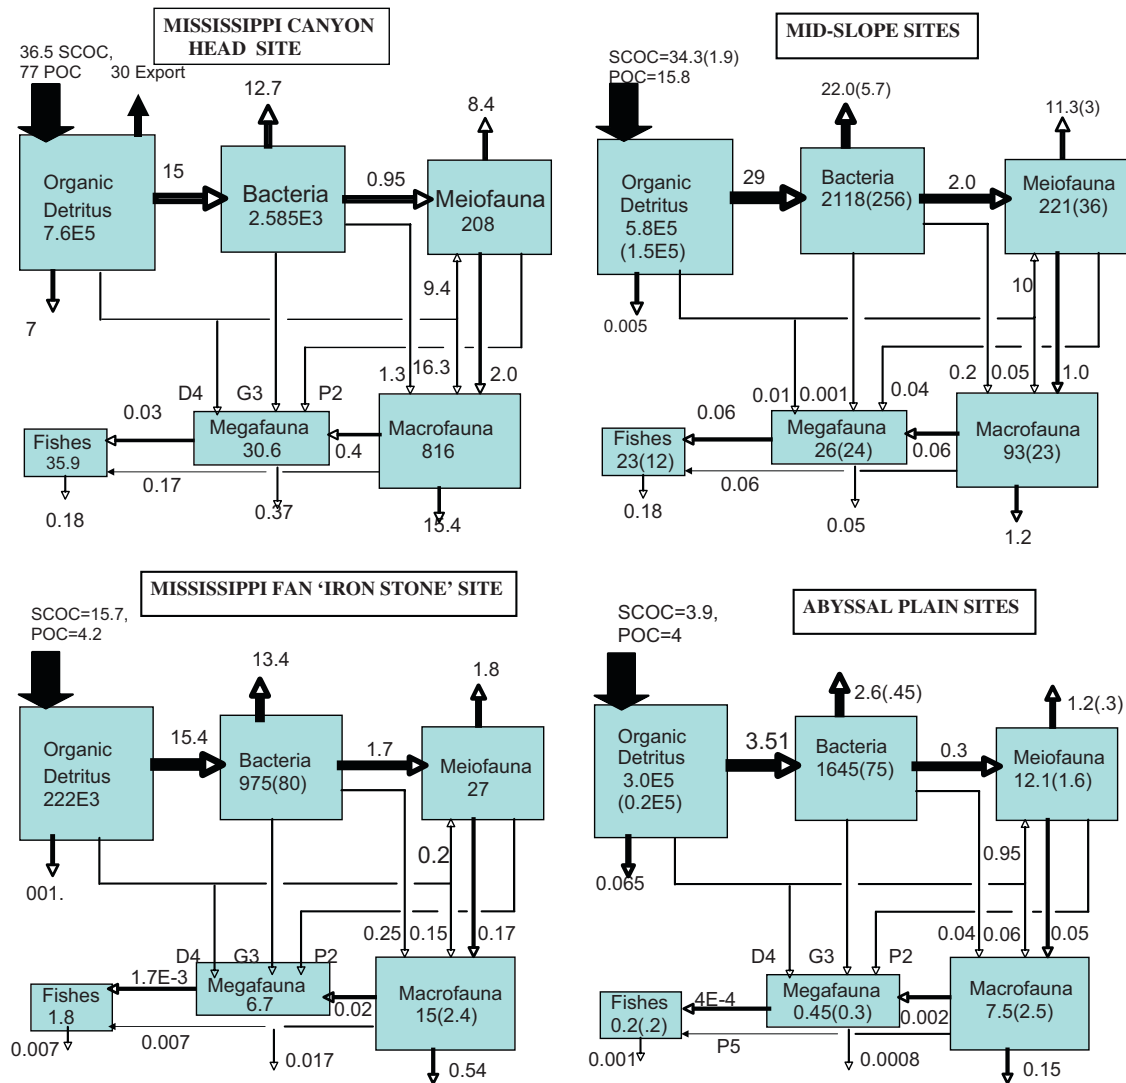 MISSISSIPPI CANYON
HEAD SITE
36.5 SCOC,
77 POC
30 Export
12.7
8.4
Organic
Detritus
7.6E5
15
Bacteria
2.585E3
0.95
Meiofauna
208
9.4
7
16.3
1.3
2.0
D4
G3
P2
0.03
Megafauna
30.6
0.4
Macrofauna
816
Fishes
35.9
0.17
0.18
0.37
15.4
MID-SLOPE SITES
SCOC=34.3(1.9)
POC=15.8
22.0(5.7)
11.3(3)
Organic
Detritus
5.8E5
(1.5E5)
29
Bacteria
2118(256)
2.0
Meiofauna
221(36)
10
0.005
0.2
0.05
1.0
0.01
0.001
0.04
0.06
Megafauna
26(24)
0.06
Macrofauna
93(23)
Fishes
23(12)
0.06
0.18
0.05
1.2
MISSISSIPPI FAN ‘IRON STONE’ SITE
SCOC=15.7,
POC=4.2
13.4
1.8
Organic
Detritus
222E3
15.4
Bacteria
975(80)
1.7
Meiofauna
27
0.2
001.
0.25
0.15
0.17
D4
G3
P2
1.7E-3
Megafauna
6.7
0.02
Macrofauna
15(2.4)
Fishes
1.8
0.007
0.007
0.017
0.54
ABYSSAL PLAIN SITES
SCOC=3.9,
POC=4
2.6(.45)
1.2(.3)
Organic
Detritus
3.0E5
(0.2E5)
3.51
Bacteria
1645(75)
0.3
Meiofauna
12.1(1.6)
0.95
0.065
0.04
0.06
0.05
D4
G3
P2
4E-4
Megafauna
0.45(0.3)
0.002
Macrofauna
7.5(2.5)
Fishes
0.2(.2)
P5
0.001
0.0008
0.15